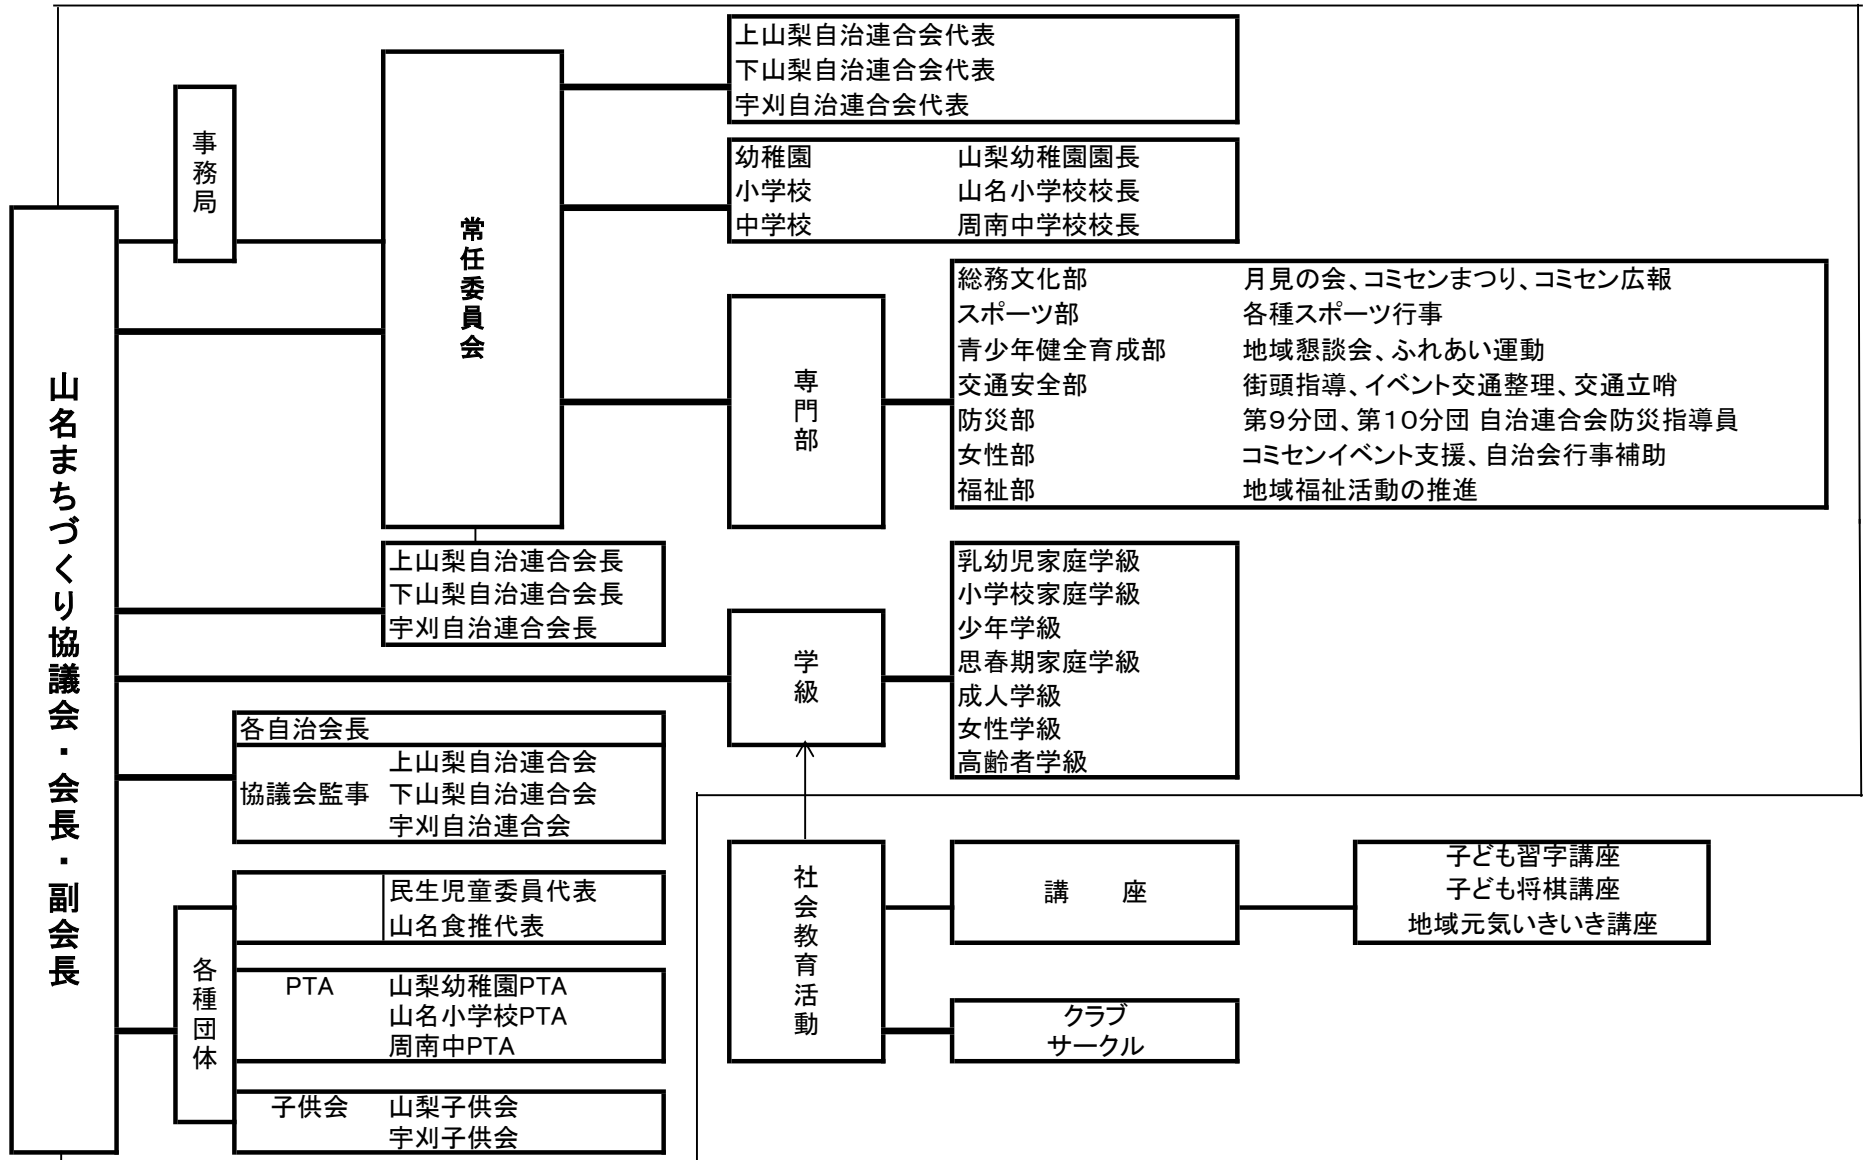 山名まちづくり協議会・会長・副会長
事務局
常任委員会
上山梨自治連合会代表
下山梨自治連合会代表
宇刈自治連合会代表
幼稚園 山梨幼稚園園長
小学校 山名小学校校長
中学校 周南中学校校長
専門部
総務文化部 月見の会、コミセンまつり、コミセン広報
スポーツ部 各種スポーツ行事
青少年健全育成部 地域懇談会、ふれあい運動
交通安全部 街頭指導、イベント交通整理、交通立哨
防災部 第9分団、第10分団 自治連合会防災指導員
女性部 コミセンイベント支援、自治会行事補助
福祉部 地域福祉活動の推進
上山梨自治連合会長
下山梨自治連合会長
宇刈自治連合会長
学級
乳幼児家庭学級
小学校家庭学級
少年学級
思春期家庭学級
成人学級
女性学級
高齢者学級
各自治会長
上山梨自治連合会
協議会監事 下山梨自治連合会
宇刈自治連合会
各種団体
民生児童委員代表
山名食推代表
PTA 山梨幼稚園PTA
山名小学校PTA
周南中PTA
子供会 山梨子供会
宇刈子供会
社会教育活動
講 座
子ども習字講座
子ども将棋講座
地域元気いきいき講座
クラブ
サークル